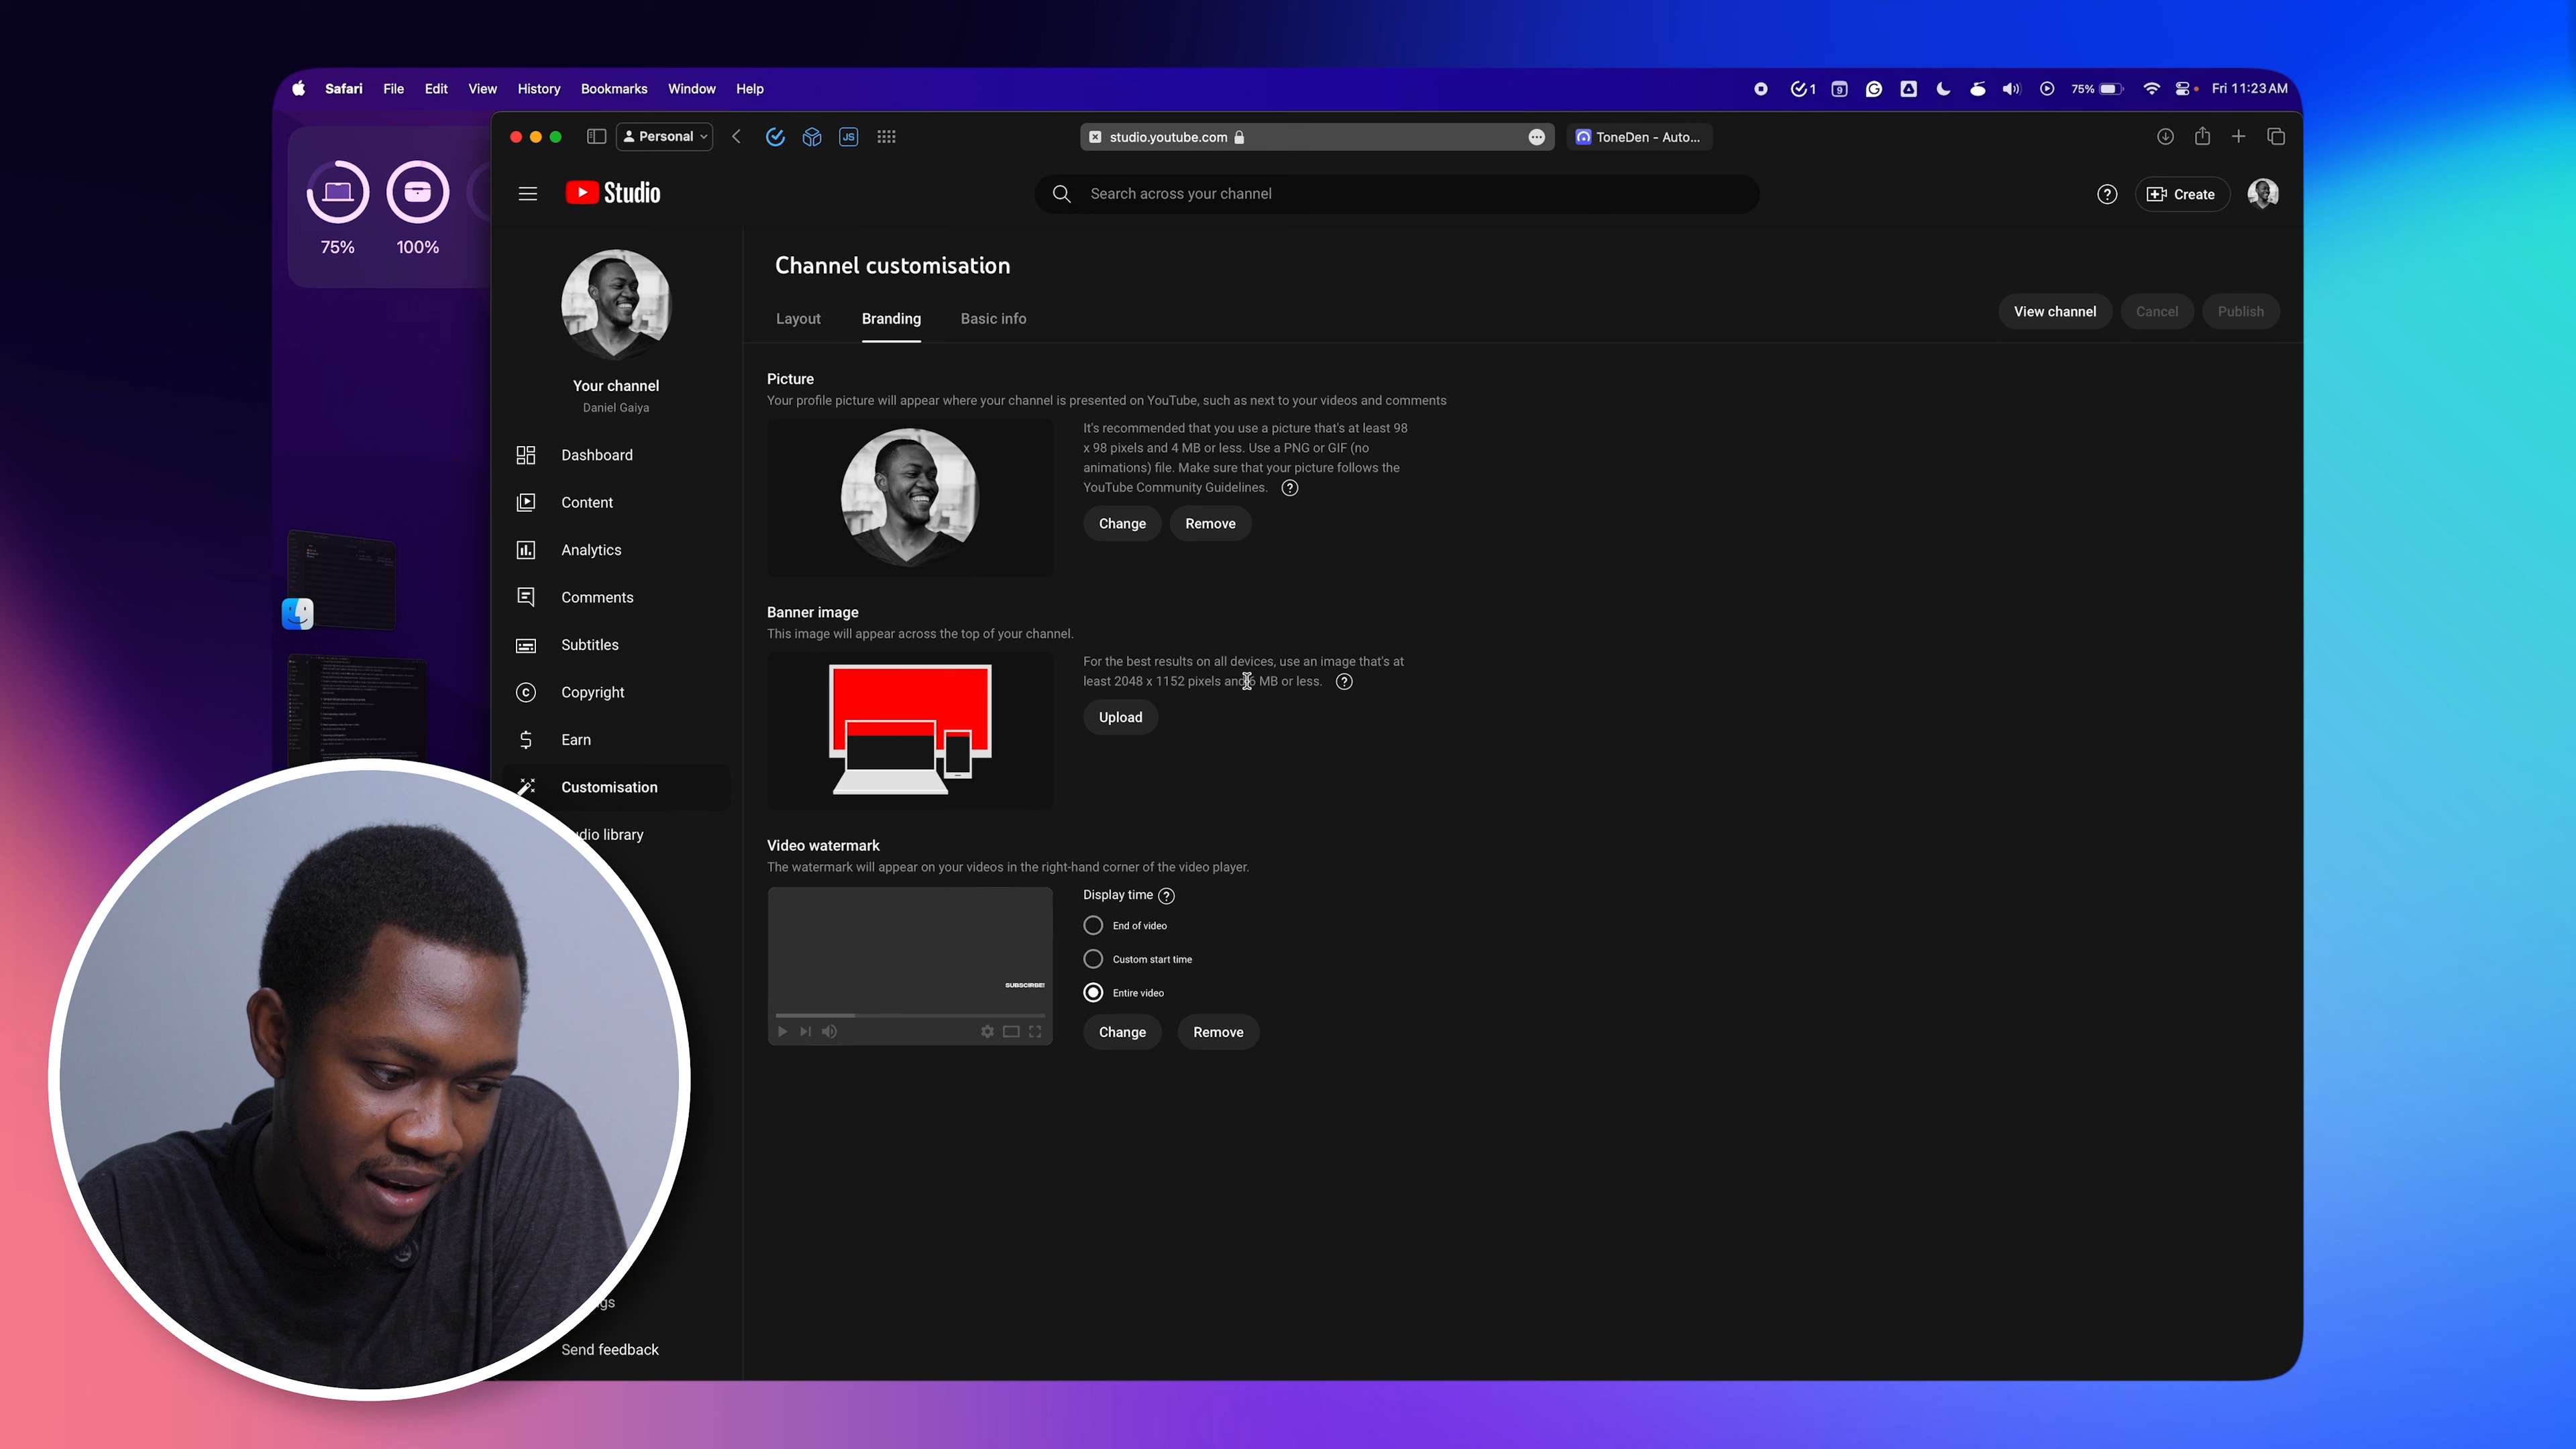 Safari File Edit View History Bookmarks Window Help
1 9 75% Fri 11:23 AM
Personal JS studio.youtube.com ToneDen - Auto...
Studio Search across your channel Create
75% 100%
Your channel
Daniel Gaiya
Dashboard
Content
Analytics
Comments
Subtitles
Copyright
Earn
Customisation
dio library
gs
Send feedback
Channel customisation
Layout Branding Basic info
View channel Cancel Publish
Picture
Your profile picture will appear where your channel is presented on YouTube, such as next to your videos and comments
It's recommended that you use a picture that's at least 98
x 98 pixels and 4 MB or less. Use a PNG or GIF (no
animations) file. Make sure that your picture follows the
YouTube Community Guidelines.
Change Remove
Banner image
This image will appear across the top of your channel.
For the best results on all devices, use an image that's at
least 2048 x 1152 pixels and 6 MB or less.
Upload
Video watermark
The watermark will appear on your videos in the right-hand corner of the video player.
SUBSCIRBE!
Display time
End of video
Custom start time
Entire video
Change Remove